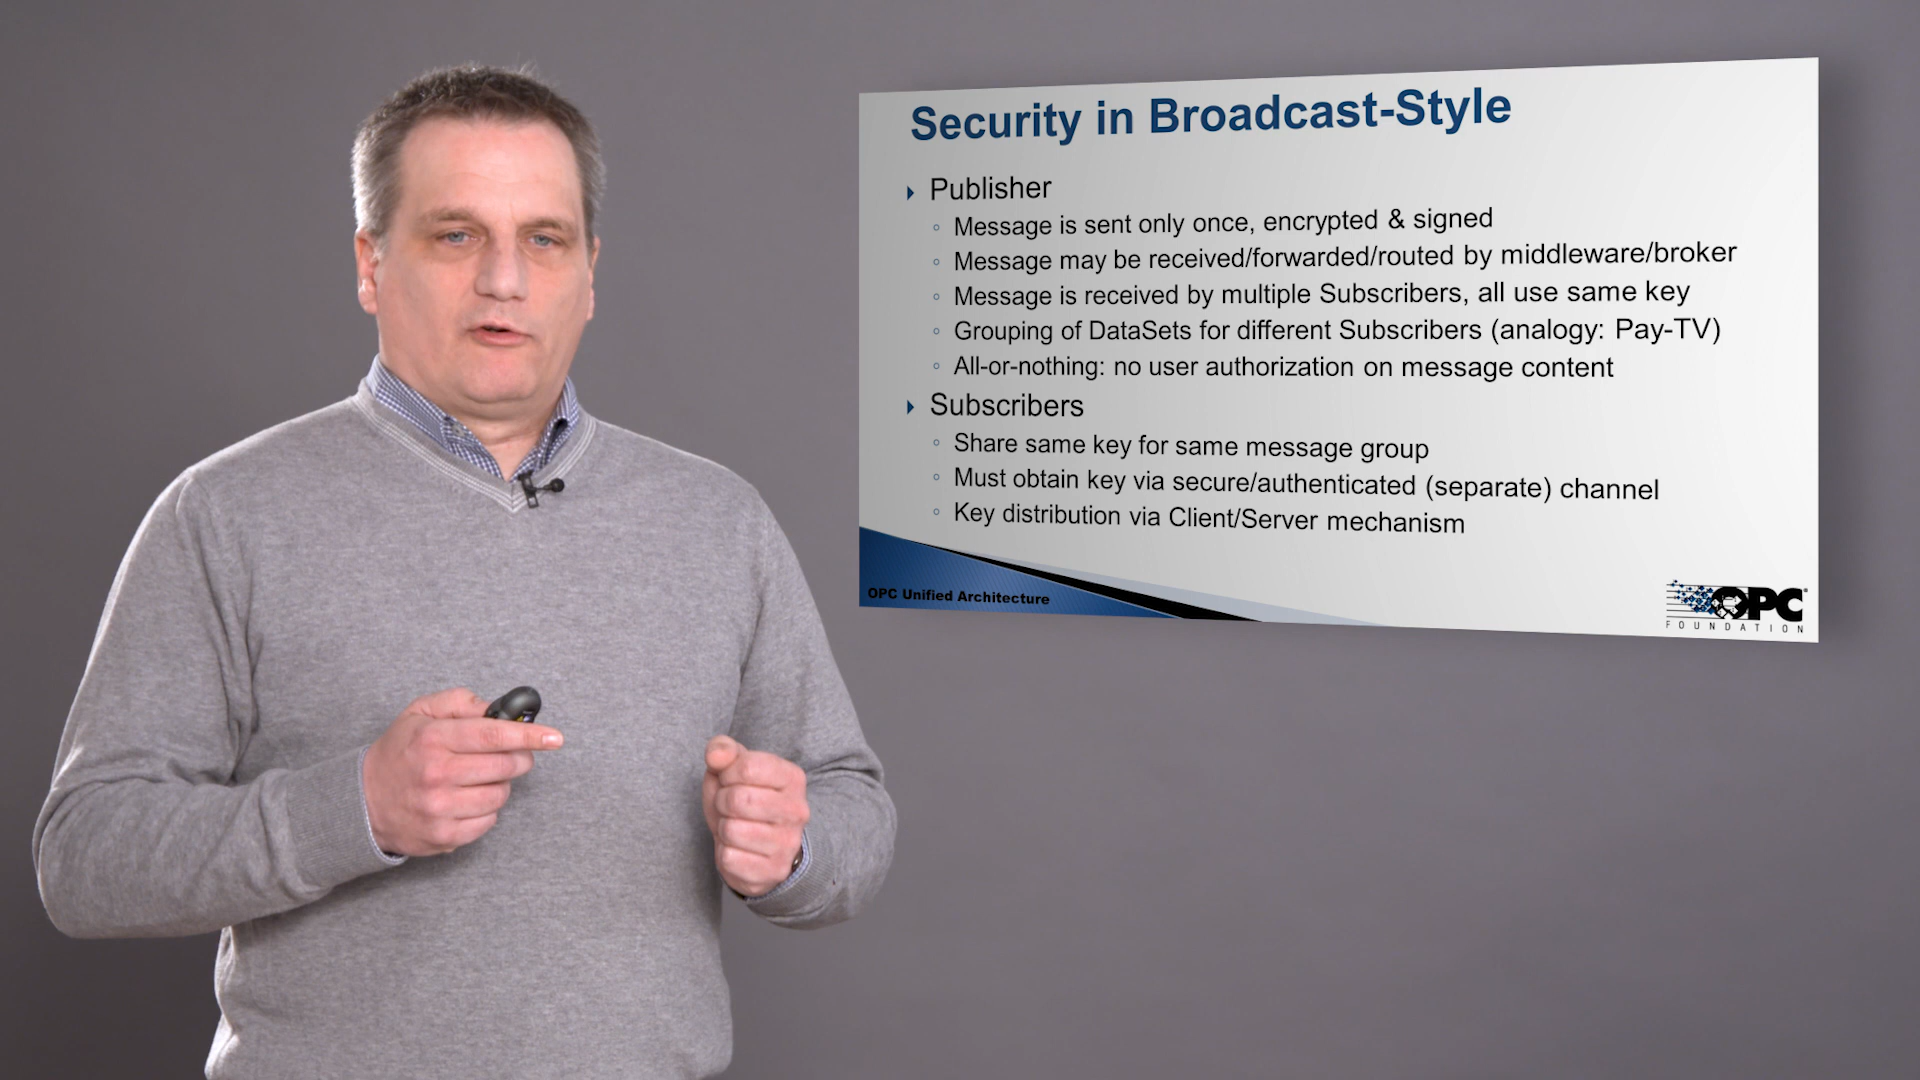 Security in Broadcast-Style
Publisher
Message is sent only once, encrypted & signed
Message may be received/forwarded/routed by middleware/broker
Message is received by multiple Subscribers, all use same key
Grouping of DataSets for different Subscribers (analogy: Pay-TV)
All-or-nothing: no user authorization on message content
Subscribers
Share same key for same message group
Must obtain key via secure/authenticated (separate) channel
Key distribution via Client/Server mechanism
OPC Unified Architecture
OPC
FOUNDATION